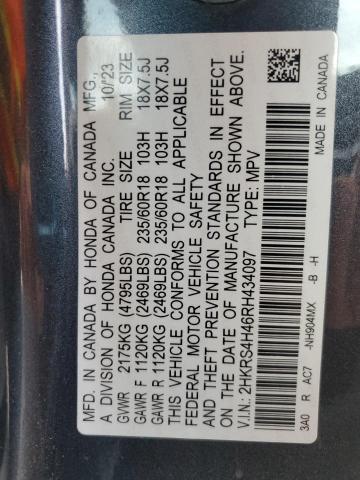 MFD. IN CANADA BY HONDA OF CANADA MFG.,
A DIVISION OF HONDA CANADA INC. 10/23
GVWR 2175KG (4795LBS) TIRE SIZE RIM SIZE
GAWR F 1120KG (2469LBS) 235/60R18 103H 18X7.5J
GAWR R 1120KG (2469LBS) 235/60R18 103H 18X7.5J
THIS VEHICLE CONFORMS TO ALL APPLICABLE
FEDERAL MOTOR VEHICLE SAFETY
AND THEFT PREVENTION STANDARDS IN EFFECT
ON THE DATE OF MANUFACTURE SHOWN ABOVE.
V.I.N.: 2HKRS4H46RH434097 TYPE: MPV
3A0 R AC7 -NH904MX -B -H MADE IN CANADA